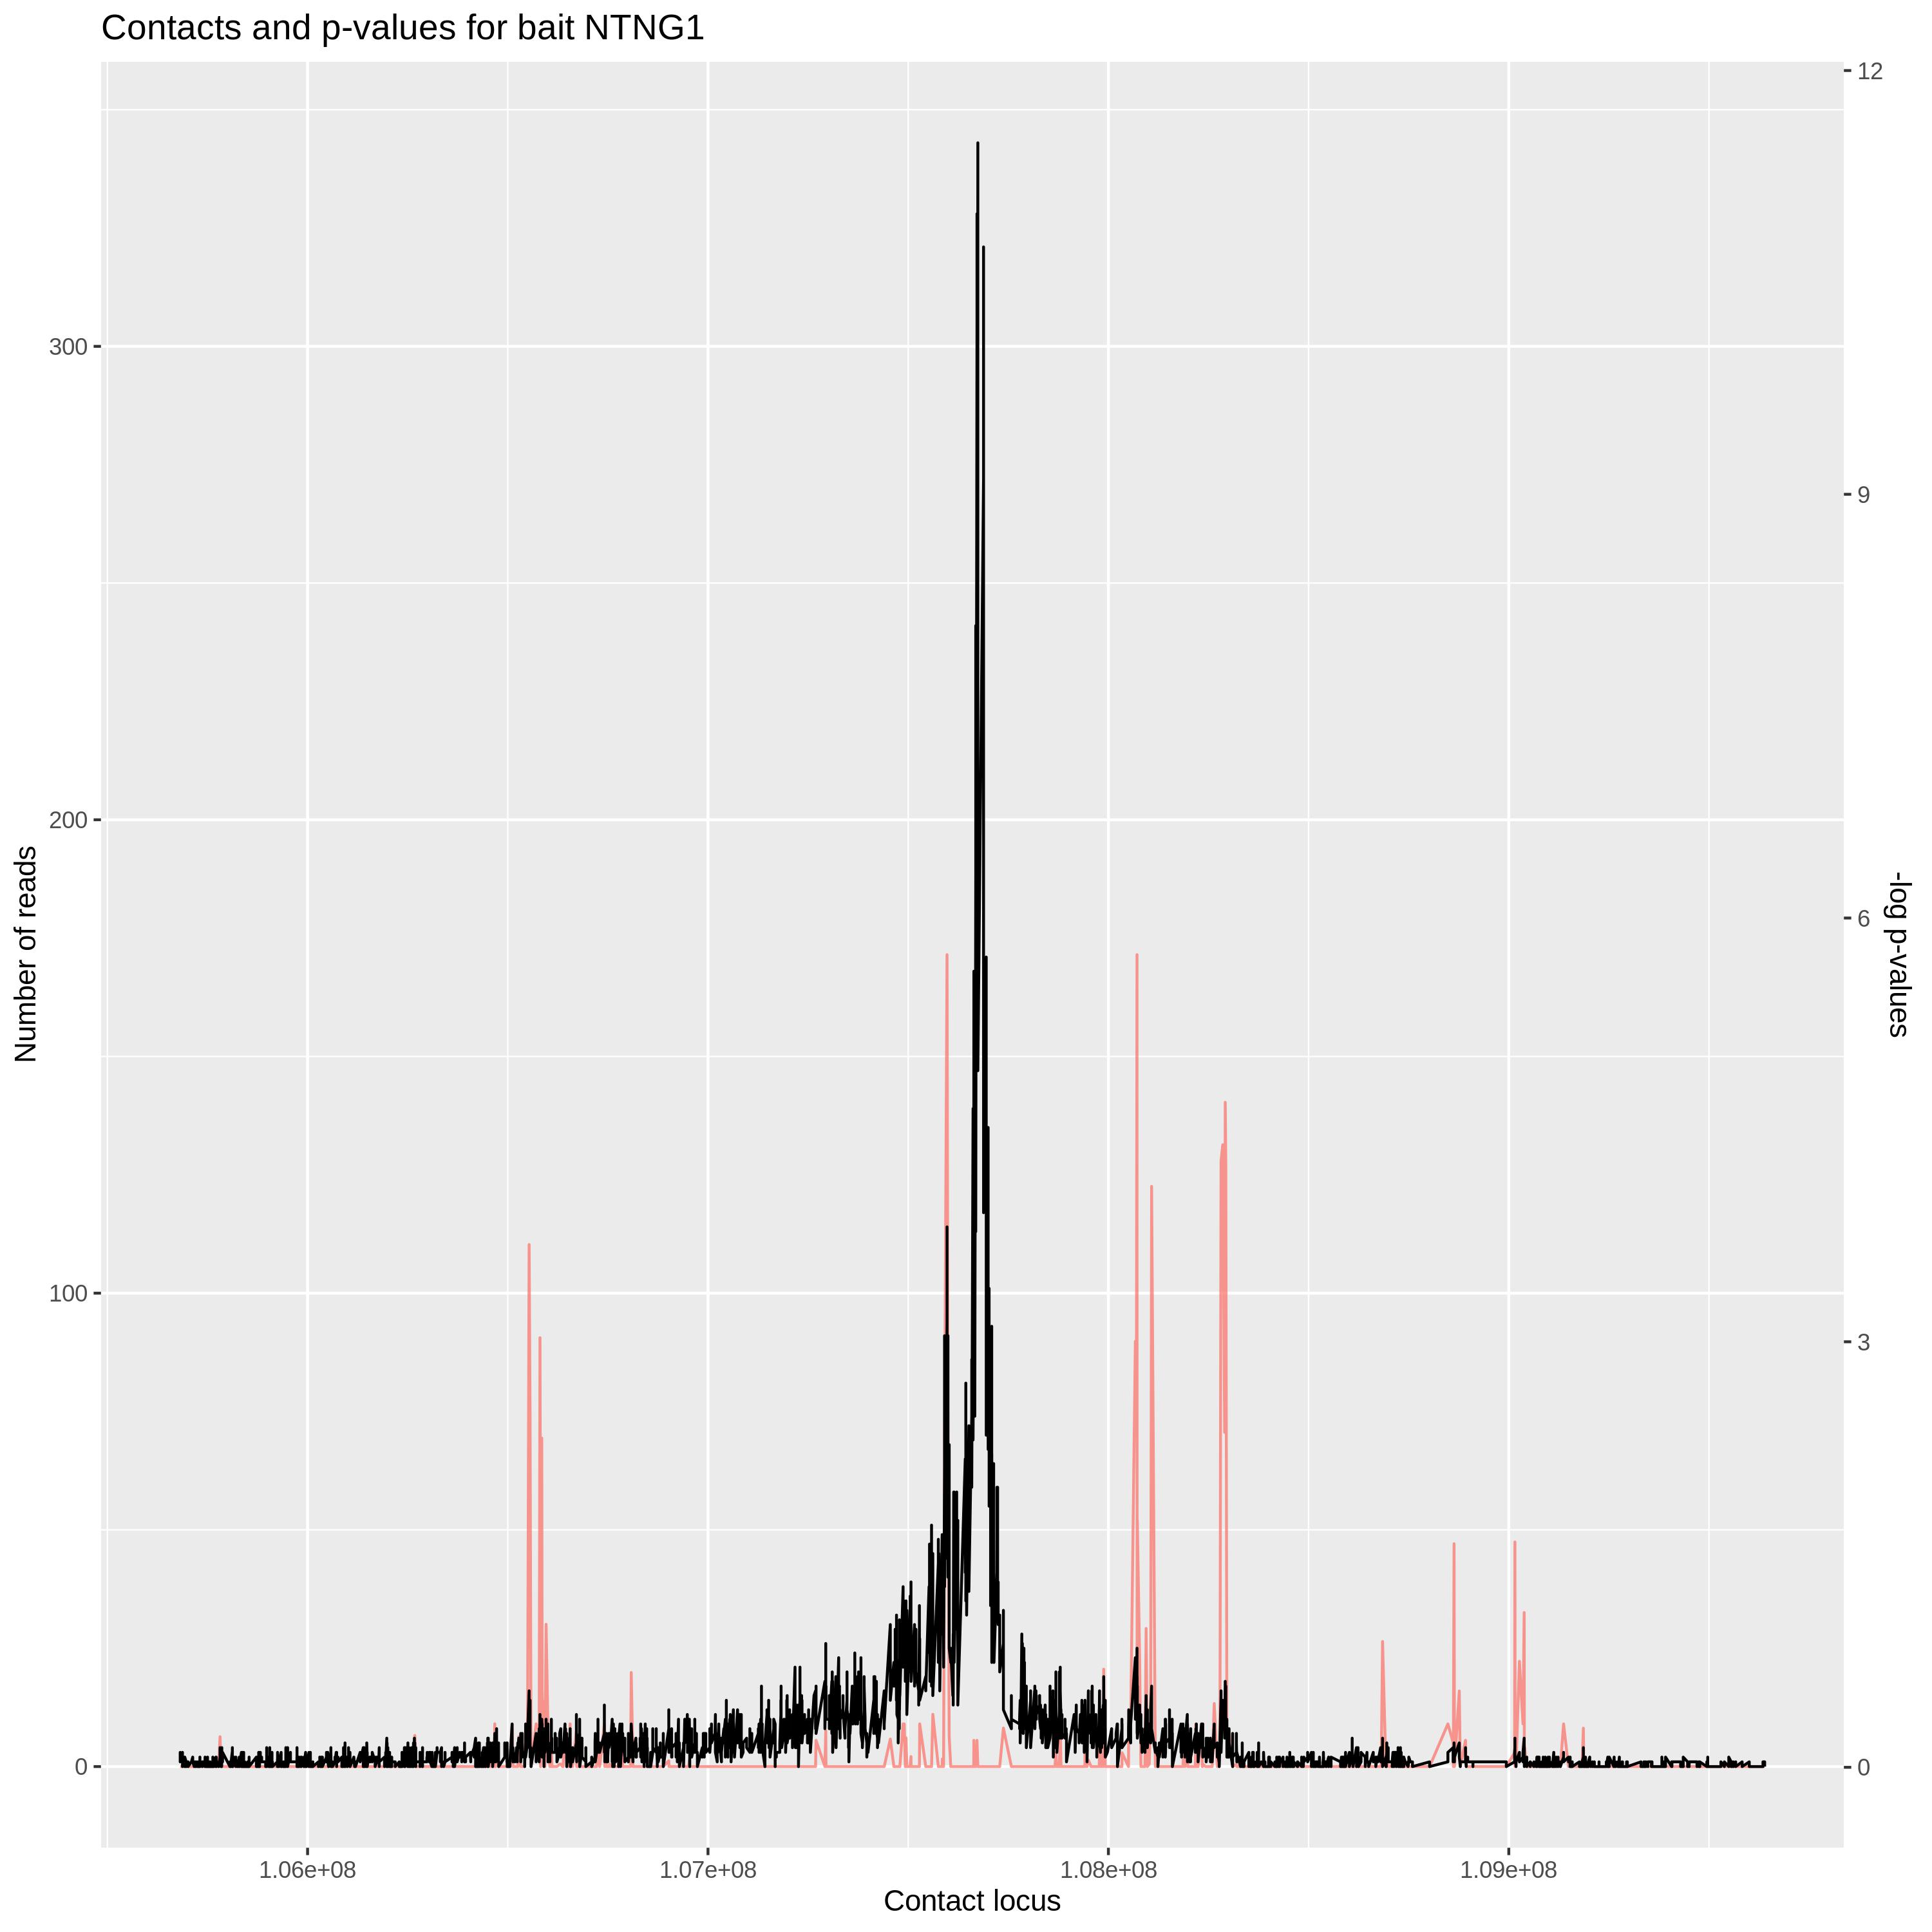 Contacts and p-values for bait NTNG1
12
9
6
3
0
300
200
100
0
Number of reads
-log p-values
1.06e+08
1.07e+08
1.08e+08
1.09e+08
Contact locus